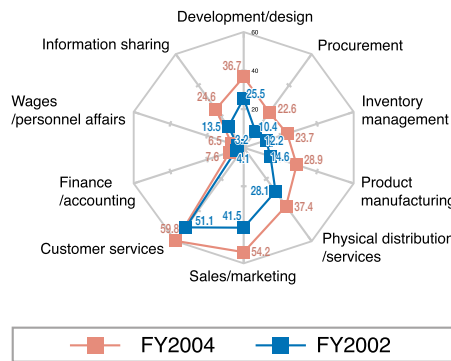 Development/design
60
Information sharing
Procurement
40
36.7
25.5
24.6
22.6
20
Wages
/personnel affairs
Inventory
management
13.5
10.4
6.5
3.2
12.2
23.7
7.6
4.1
14.6
28.9
Finance
/accounting
Product
manufacturing
28.1
37.4
59.8
51.1
41.5
Customer services
Physical distribution
/services
54.2
Sales/marketing
FY2004
FY2002